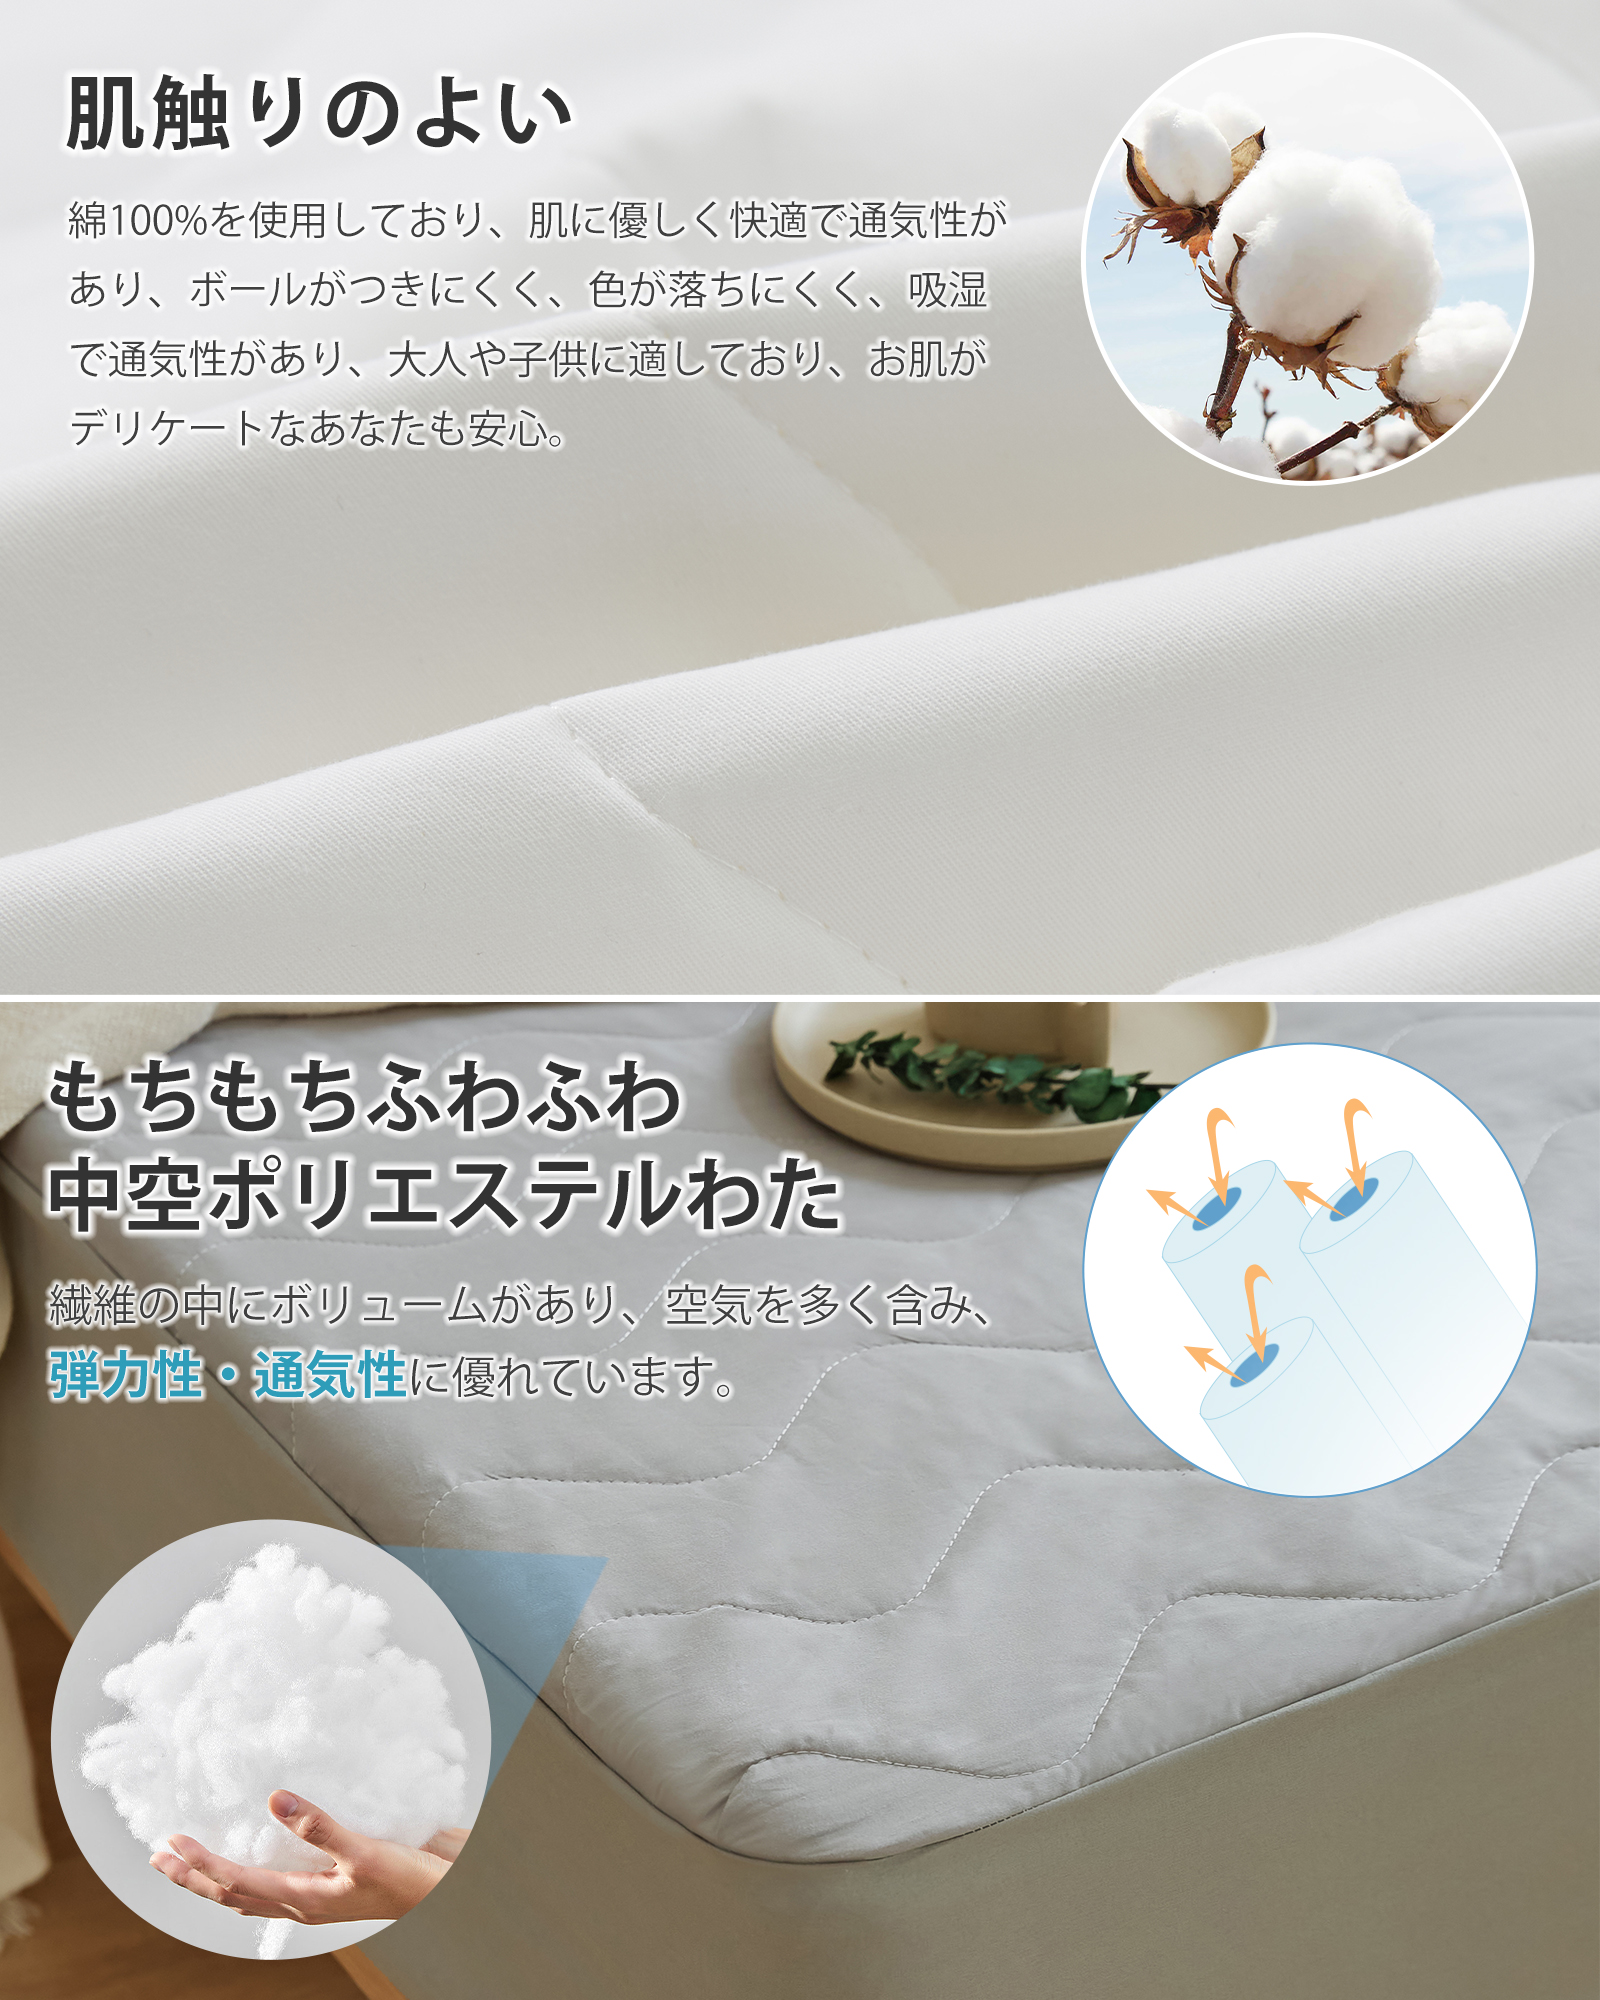 肌触りのよい
綿100%を使用しており、肌に優しく快適で通気性が
あり、ボールがつきにくく、色が落ちにくく、吸湿
で通気性があり、大人や子供に適しており、お肌が
デリケートなあなたも安心。
もちもちふわふわ
中空ポリエステルわた
繊維の中にボリュームがあり、空気を多く含み、
弾力性・通気性に優れています。